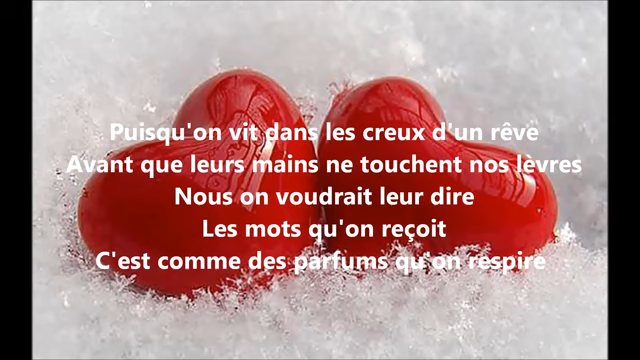 Puisqu'on vit dans les creux d'un rêve
Avant que leurs mains ne touchent nos lèvres
Nous on voudrait leur dire
Les mots qu'on reçoit
C'est comme des parfums qu'on respire